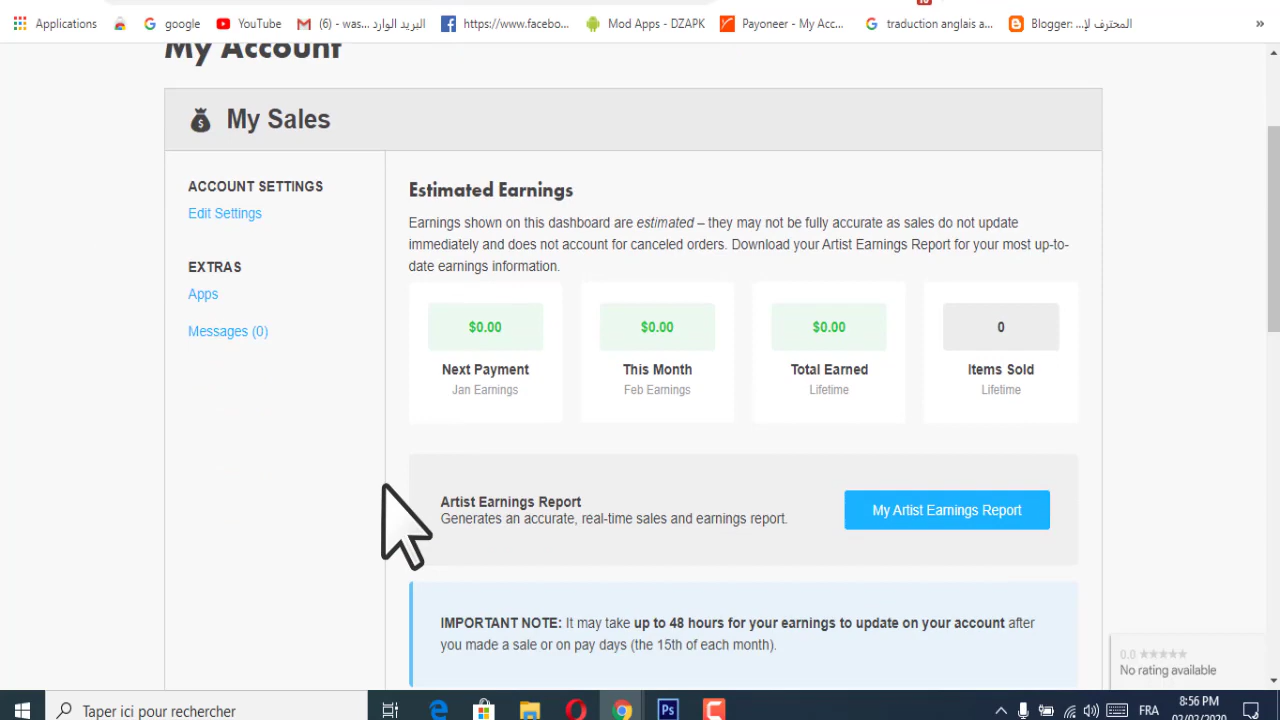 Applications
google
YouTube
(6) - was... البريد الوارد
https://www.facebo...
Mod Apps - DZAPK
Payoneer - My Acc...
traduction anglais a...
Blogger: ...المحترف لإ
»
My Account
My Sales
ACCOUNT SETTINGS
Edit Settings
EXTRAS
Apps
Messages (0)
Estimated Earnings
Earnings shown on this dashboard are estimated – they may not be fully accurate as sales do not update
immediately and does not account for canceled orders. Download your Artist Earnings Report for your most up-to-
date earnings information.
$0.00
Next Payment
Jan Earnings
$0.00
This Month
Feb Earnings
$0.00
Total Earned
Lifetime
0
Items Sold
Lifetime
Artist Earnings Report
Generates an accurate, real-time sales and earnings report.
My Artist Earnings Report
IMPORTANT NOTE: It may take up to 48 hours for your earnings to update on your account after
you made a sale or on pay days (the 15th of each month).
0.0
No rating available
Taper ici pour rechercher
Ps
FRA
8:56 PM
02/02/2020